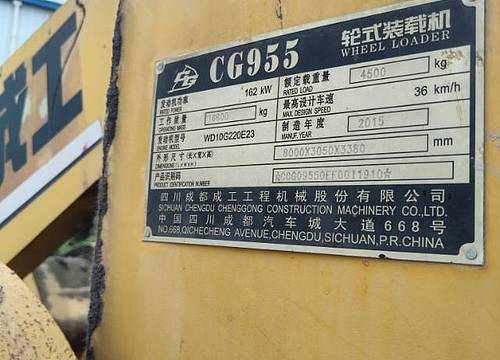 成工
CG955 轮式装载机
WHEEL LOADER
发动机功率 162 kW 额定载重量 4500 kg
RATED POWER RATED LOAD
工作质量 16800 kg 最高设计车速 36 km/h
OPERATING MASS MAX DESIGN SPEED
发动机型号 WD10G220E23 制造年度 2015
ENGINE MODEL MANUF. YEAR
外形尺寸(长×宽×高) 8000X3050X3380 mm
DIMENSIONS (L×W×H)
产品识别码
PRODUCT IDENTIFICATION NUMBER
四川成都成工工程机械股份有限公司
SICHUAN CHENGDU CHENGGONG CONSTRUCTION MACHINERY CO.,LTD.
中国四川成都汽车城大道668号
NO.668,QICHECHENG AVENUE,CHENGDU,SICHUAN,P.R.CHINA